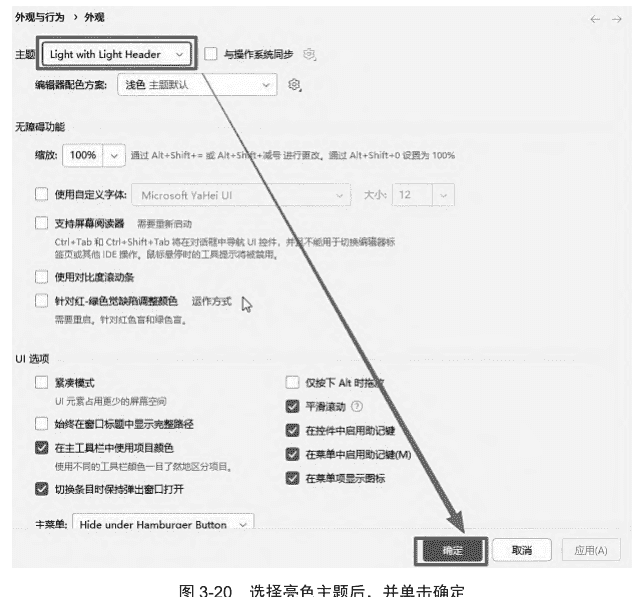 外观与行为 › 外观
主题 Light with Light Header 与操作系统同步
编辑器配色方案: 浅色 主题默认
无障碍功能
缩放: 100% 通过 Alt+Shift+= 或 Alt+Shift+减号 进行更改。通过 Alt+Shift+0 设置为 100%
使用自定义字体: Microsoft YaHei UI 大小: 12
支持屏幕阅读器 需要重新启动
Ctrl+Tab 和 Ctrl+Shift+Tab 将在对话框中导航 UI 控件，并且不能用于切换编辑器标
签页或其他 IDE 操作。鼠标悬停时的工具提示将被禁用。
使用对比度滚动条
针对红-绿色觉缺陷调整颜色 运作方式
需要重启。针对红色盲和绿色盲。
UI 选项
紧凑模式
UI 元素占用更少的屏幕空间
始终在窗口标题中显示完整路径
在主工具栏中使用项目颜色
使用不同的工具栏颜色一目了然地区分项目。
切换条目时保持弹出窗口打开
仅按下 Alt 时拖放
平滑滚动
在控件中启用助记键
在菜单中启用助记键(M)
在菜单项显示图标
主菜单: Hide under Hamburger Button
确定 取消 应用(A)
图 3-20 选择亮色主题后，并单击确定